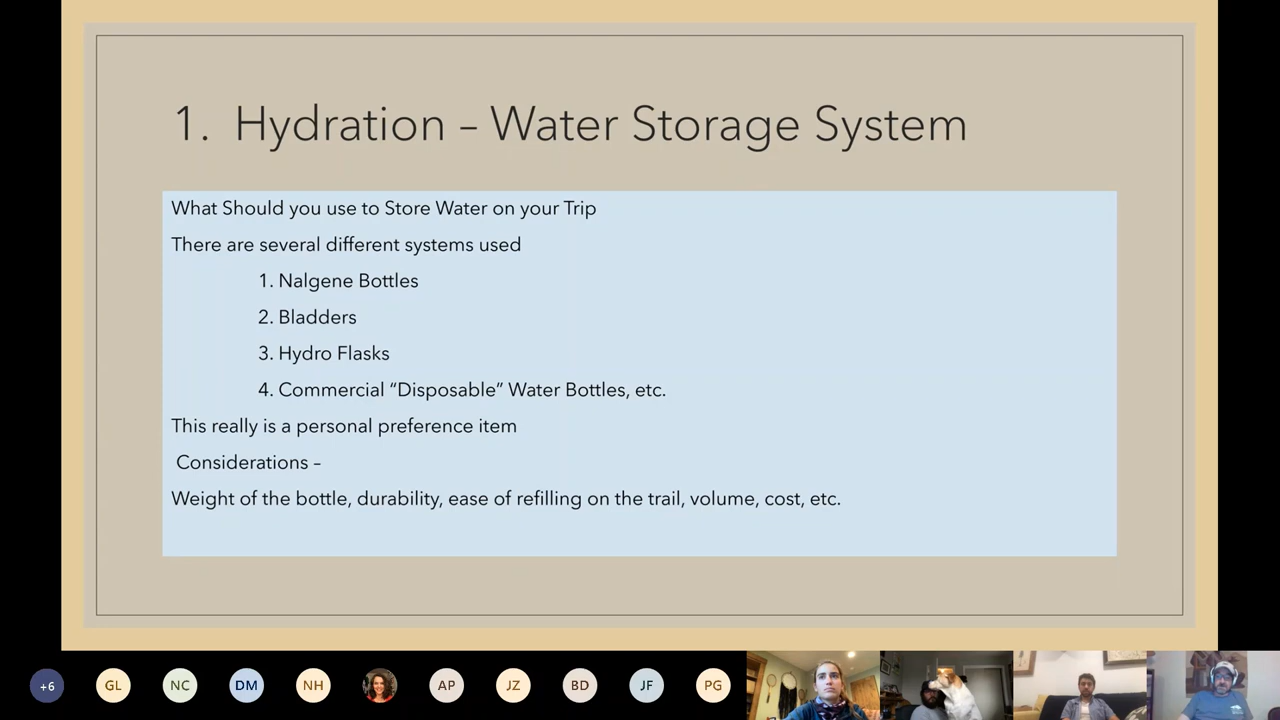 1. Hydration – Water Storage System
What Should you use to Store Water on your Trip
There are several different systems used
1. Nalgene Bottles
2. Bladders
3. Hydro Flasks
4. Commercial “Disposable” Water Bottles, etc.
This really is a personal preference item
Considerations –
Weight of the bottle, durability, ease of refilling on the trail, volume, cost, etc.
+6 GL NC DM NH AP JZ BD JF PG